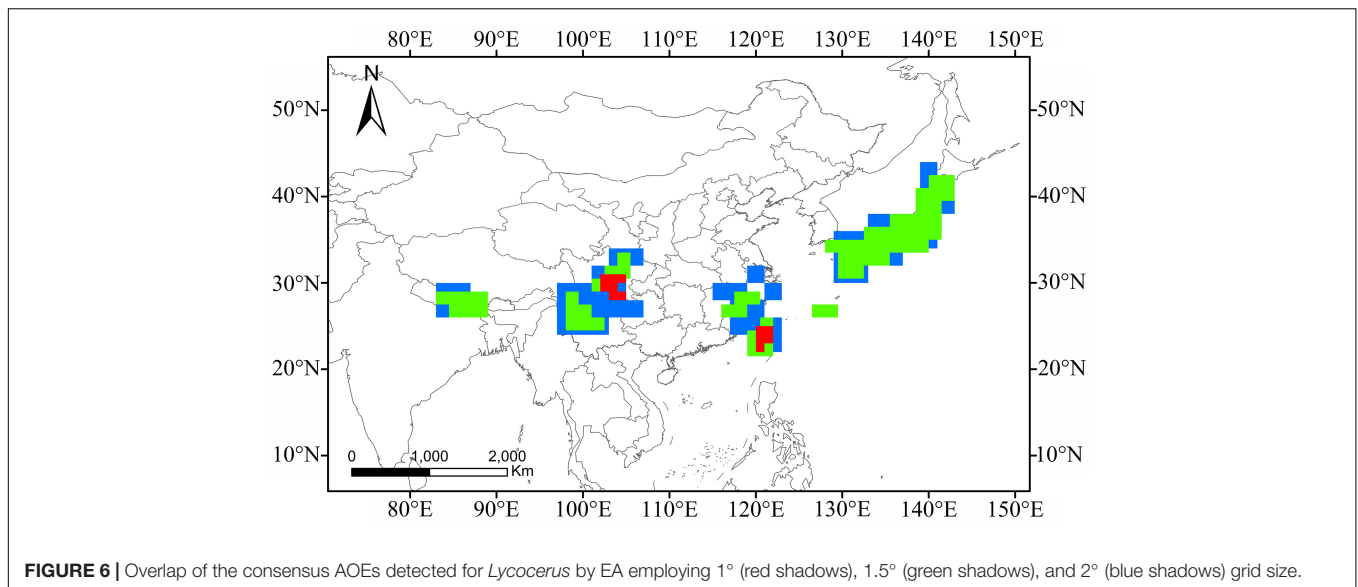 80°E 90°E 100°E 110°E 120°E 130°E 140°E 150°E
N
50°N 50°N
40°N 40°N
30°N 30°N
20°N 20°N
10°N 10°N
0 1,000 2,000
Km
80°E 90°E 100°E 110°E 120°E 130°E 140°E 150°E
FIGURE 6 | Overlap of the consensus AOEs detected for Lycocerus by EA employing 1° (red shadows), 1.5° (green shadows), and 2° (blue shadows) grid size.